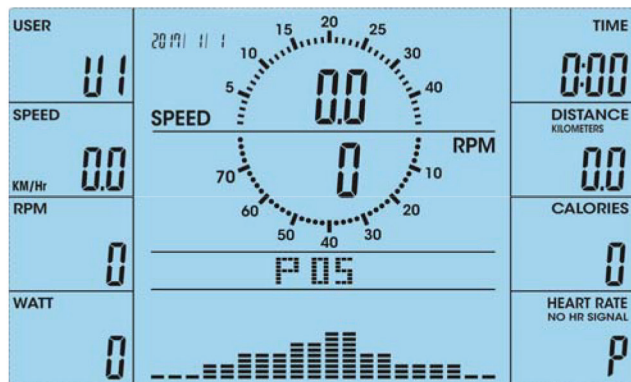 USER
U1
SPEED
KM/Hr
0.0
RPM
0
WATT
0
2017/ 1/ 1
5
10
15
20
25
30
40
SPEED
0.0
0
RPM
70
60
50
40
30
20
10
P05
TIME
0:00
DISTANCE
KILOMETERS
0.0
CALORIES
0
HEART RATE
NO HR SIGNAL
P